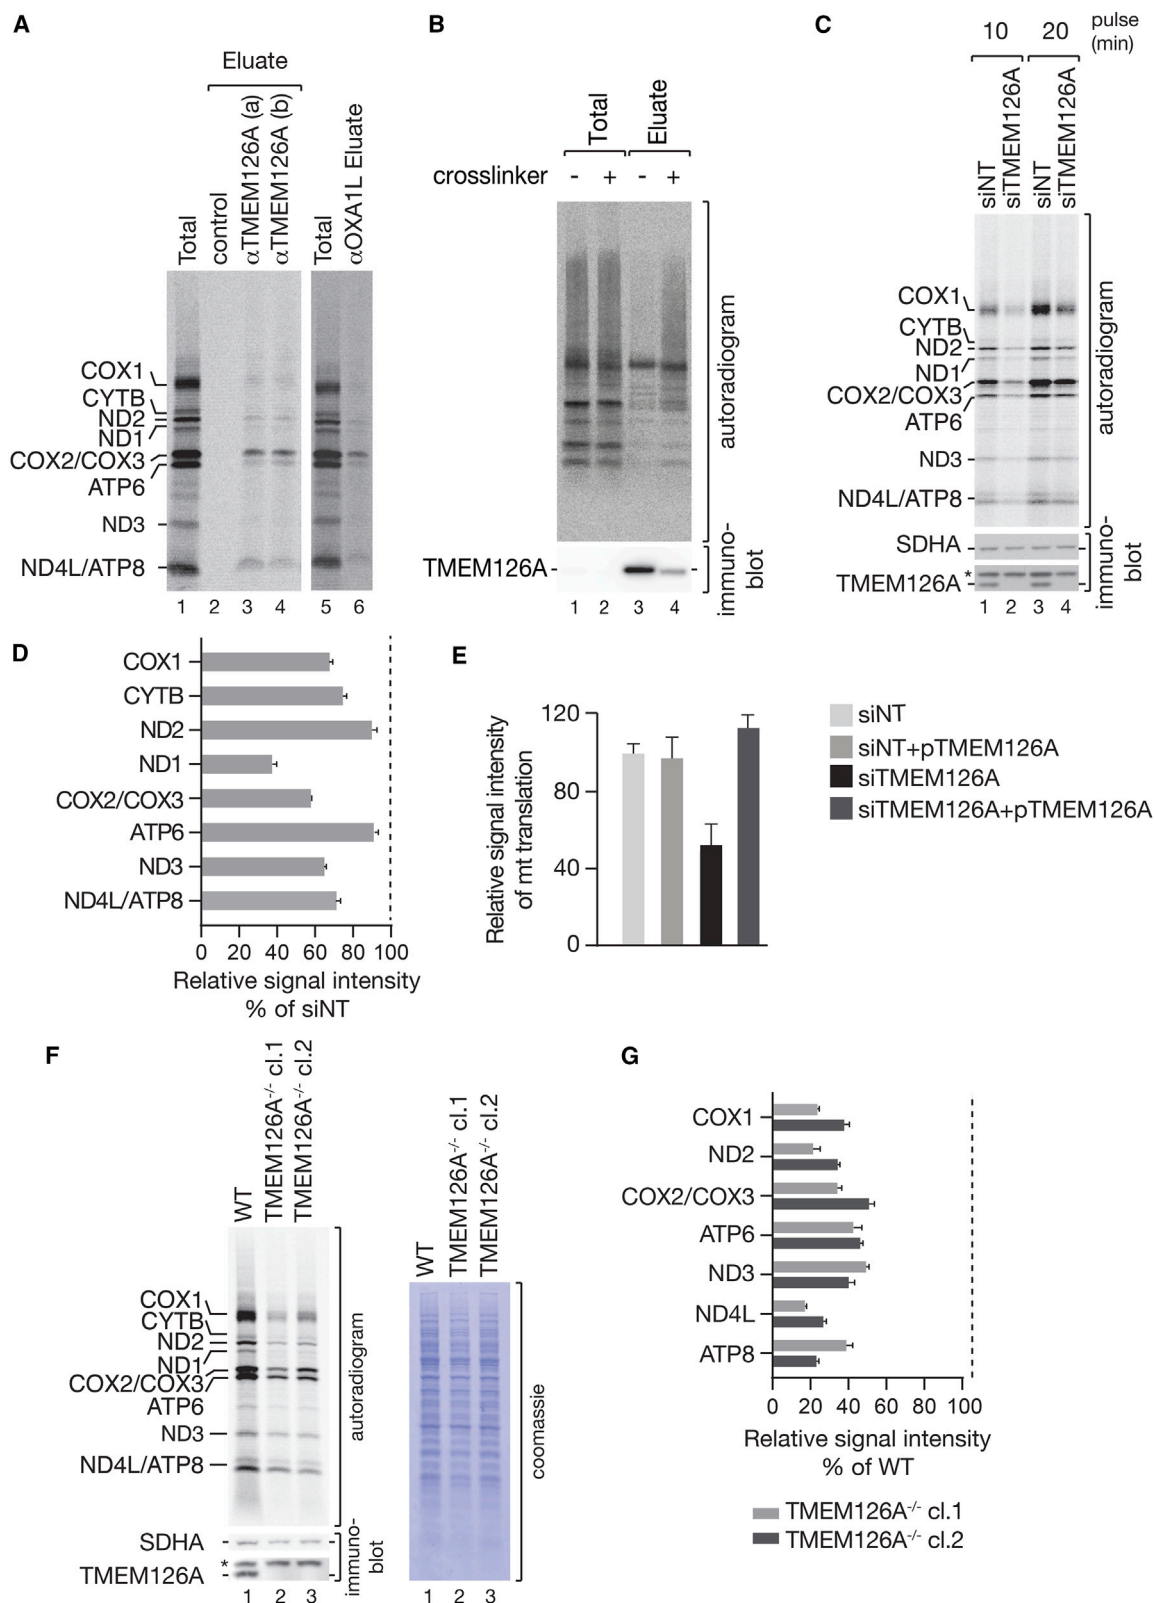 A
Eluate
Total
control
αTMEM126A (a)
αTMEM126A (b)
Total
αOXA1L Eluate
COX1
CYTB
ND2
ND1
COX2/COX3
ATP6
ND3
ND4L/ATP8
1 2 3 4 5 6
B
Total
Eluate
crosslinker - + - +
autoradiogram
TMEM126A
immuno-
blot
1 2 3 4
C
10 20 pulse
(min)
siNT
siTMEM126A
siNT
siTMEM126A
COX1
CYTB
ND2
ND1
COX2/COX3
ATP6
ND3
ND4L/ATP8
autoradiogram
SDHA
*
TMEM126A
immuno-
blot
1 2 3 4
D
COX1
CYTB
ND2
ND1
COX2/COX3
ATP6
ND3
ND4L/ATP8
0 20 40 60 80 100
Relative signal intensity
% of siNT
E
Relative signal intensity
of mt translation
120
80
40
0
siNT
siNT+pTMEM126A
siTMEM126A
siTMEM126A+pTMEM126A
F
WT
TMEM126A-/- cl.1
TMEM126A-/- cl.2
COX1
CYTB
ND2
ND1
COX2/COX3
ATP6
ND3
ND4L/ATP8
autoradiogram
SDHA
*
TMEM126A
immuno-
blot
1 2 3
WT
TMEM126A-/- cl.1
TMEM126A-/- cl.2
coomassie
1 2 3
G
COX1
ND2
COX2/COX3
ATP6
ND3
ND4L
ATP8
0 20 40 60 80 100
Relative signal intensity
% of WT
TMEM126A-/- cl.1
TMEM126A-/- cl.2